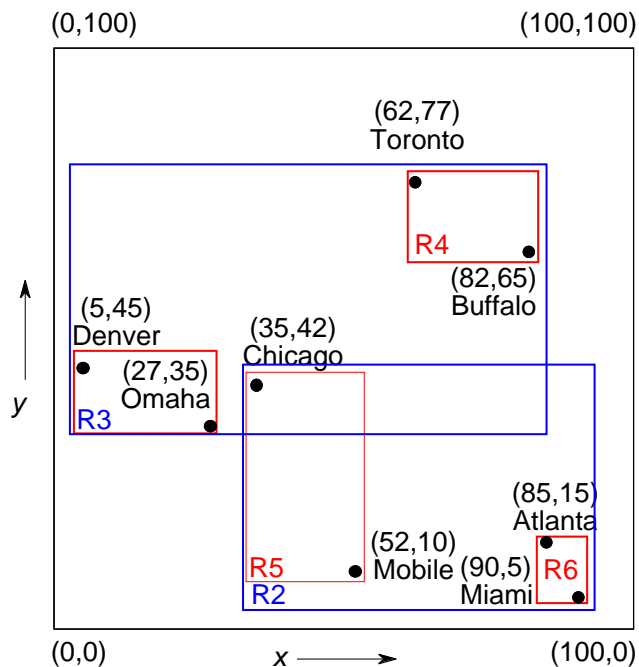 (0,100)
(100,100)
(62,77)
Toronto
R4
(82,65)
Buffalo
(5,45)
Denver
(35,42)
Chicago
(27,35)
Omaha
R3
y
(85,15)
Atlanta
(52,10)
Mobile
R5
R2
(90,5)
Miami
R6
(0,0)
x
(100,0)